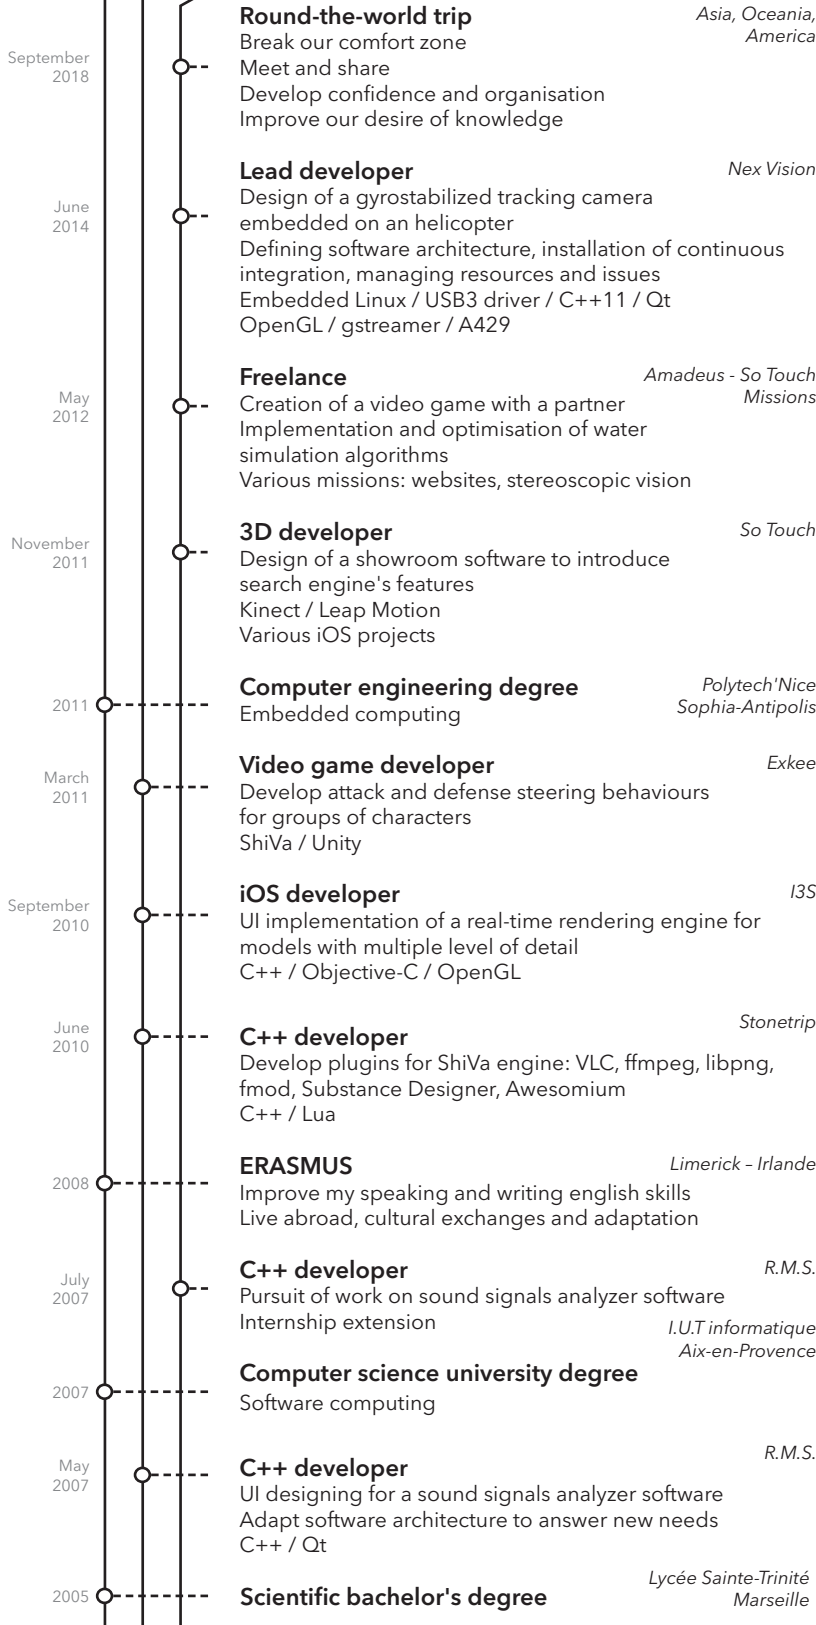 Round-the-world trip
Asia, Oceania,
America
September
2018
Break our comfort zone
Meet and share
Develop confidence and organisation
Improve our desire of knowledge
Lead developer
Nex Vision
June
2014
Design of a gyrostabilized tracking camera
embedded on an helicopter
Defining software architecture, installation of continuous
integration, managing resources and issues
Embedded Linux / USB3 driver / C++11 / Qt
OpenGL / gstreamer / A429
Freelance
Amadeus - So Touch
Missions
May
2012
Creation of a video game with a partner
Implementation and optimisation of water
simulation algorithms
Various missions: websites, stereoscopic vision
3D developer
So Touch
November
2011
Design of a showroom software to introduce
search engine's features
Kinect / Leap Motion
Various iOS projects
Computer engineering degree
Polytech'Nice
Sophia-Antipolis
2011
Embedded computing
Video game developer
Exkee
March
2011
Develop attack and defense steering behaviours
for groups of characters
ShiVa / Unity
iOS developer
I3S
September
2010
UI implementation of a real-time rendering engine for
models with multiple level of detail
C++ / Objective-C / OpenGL
C++ developer
Stonetrip
June
2010
Develop plugins for ShiVa engine: VLC, ffmpeg, libpng,
fmod, Substance Designer, Awesomium
C++ / Lua
ERASMUS
Limerick – Irlande
2008
Improve my speaking and writing english skills
Live abroad, cultural exchanges and adaptation
C++ developer
R.M.S.
July
2007
Pursuit of work on sound signals analyzer software
Internship extension
I.U.T informatique
Aix-en-Provence
Computer science university degree
2007
Software computing
C++ developer
R.M.S.
May
2007
UI designing for a sound signals analyzer software
Adapt software architecture to answer new needs
C++ / Qt
Lycée Sainte-Trinité
Marseille
2005
Scientific bachelor's degree